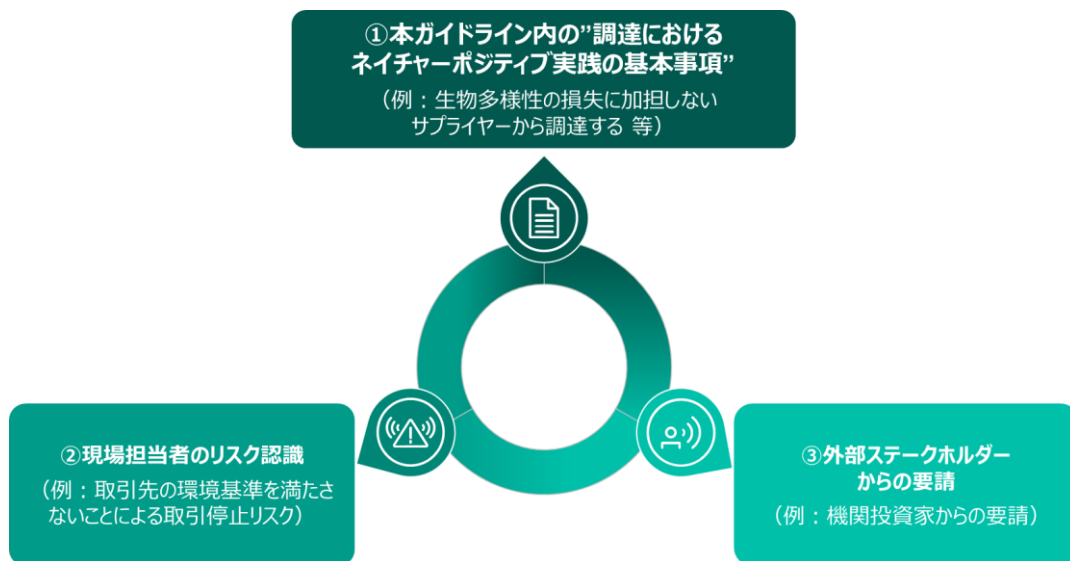 ①本ガイドライン内の”調達における
ネイチャーポジティブ実践の基本事項”
（例：生物多様性の損失に加担しない
サプライヤーから調達する 等）
②現場担当者のリスク認識
（例：取引先の環境基準を満たさ
ないことによる取引停止リスク）
③外部ステークホルダー
からの要請
（例：機関投資家からの要請）